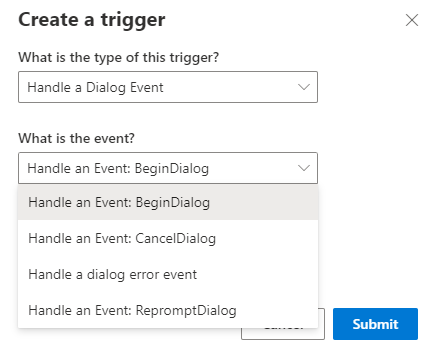 Create a trigger
What is the type of this trigger?
Handle a Dialog Event
What is the event?
Handle an Event: BeginDialog
Handle an Event: BeginDialog
Handle an Event: CancelDialog
Handle a dialog error event
Handle an Event: RepromptDialog
Cancel Submit